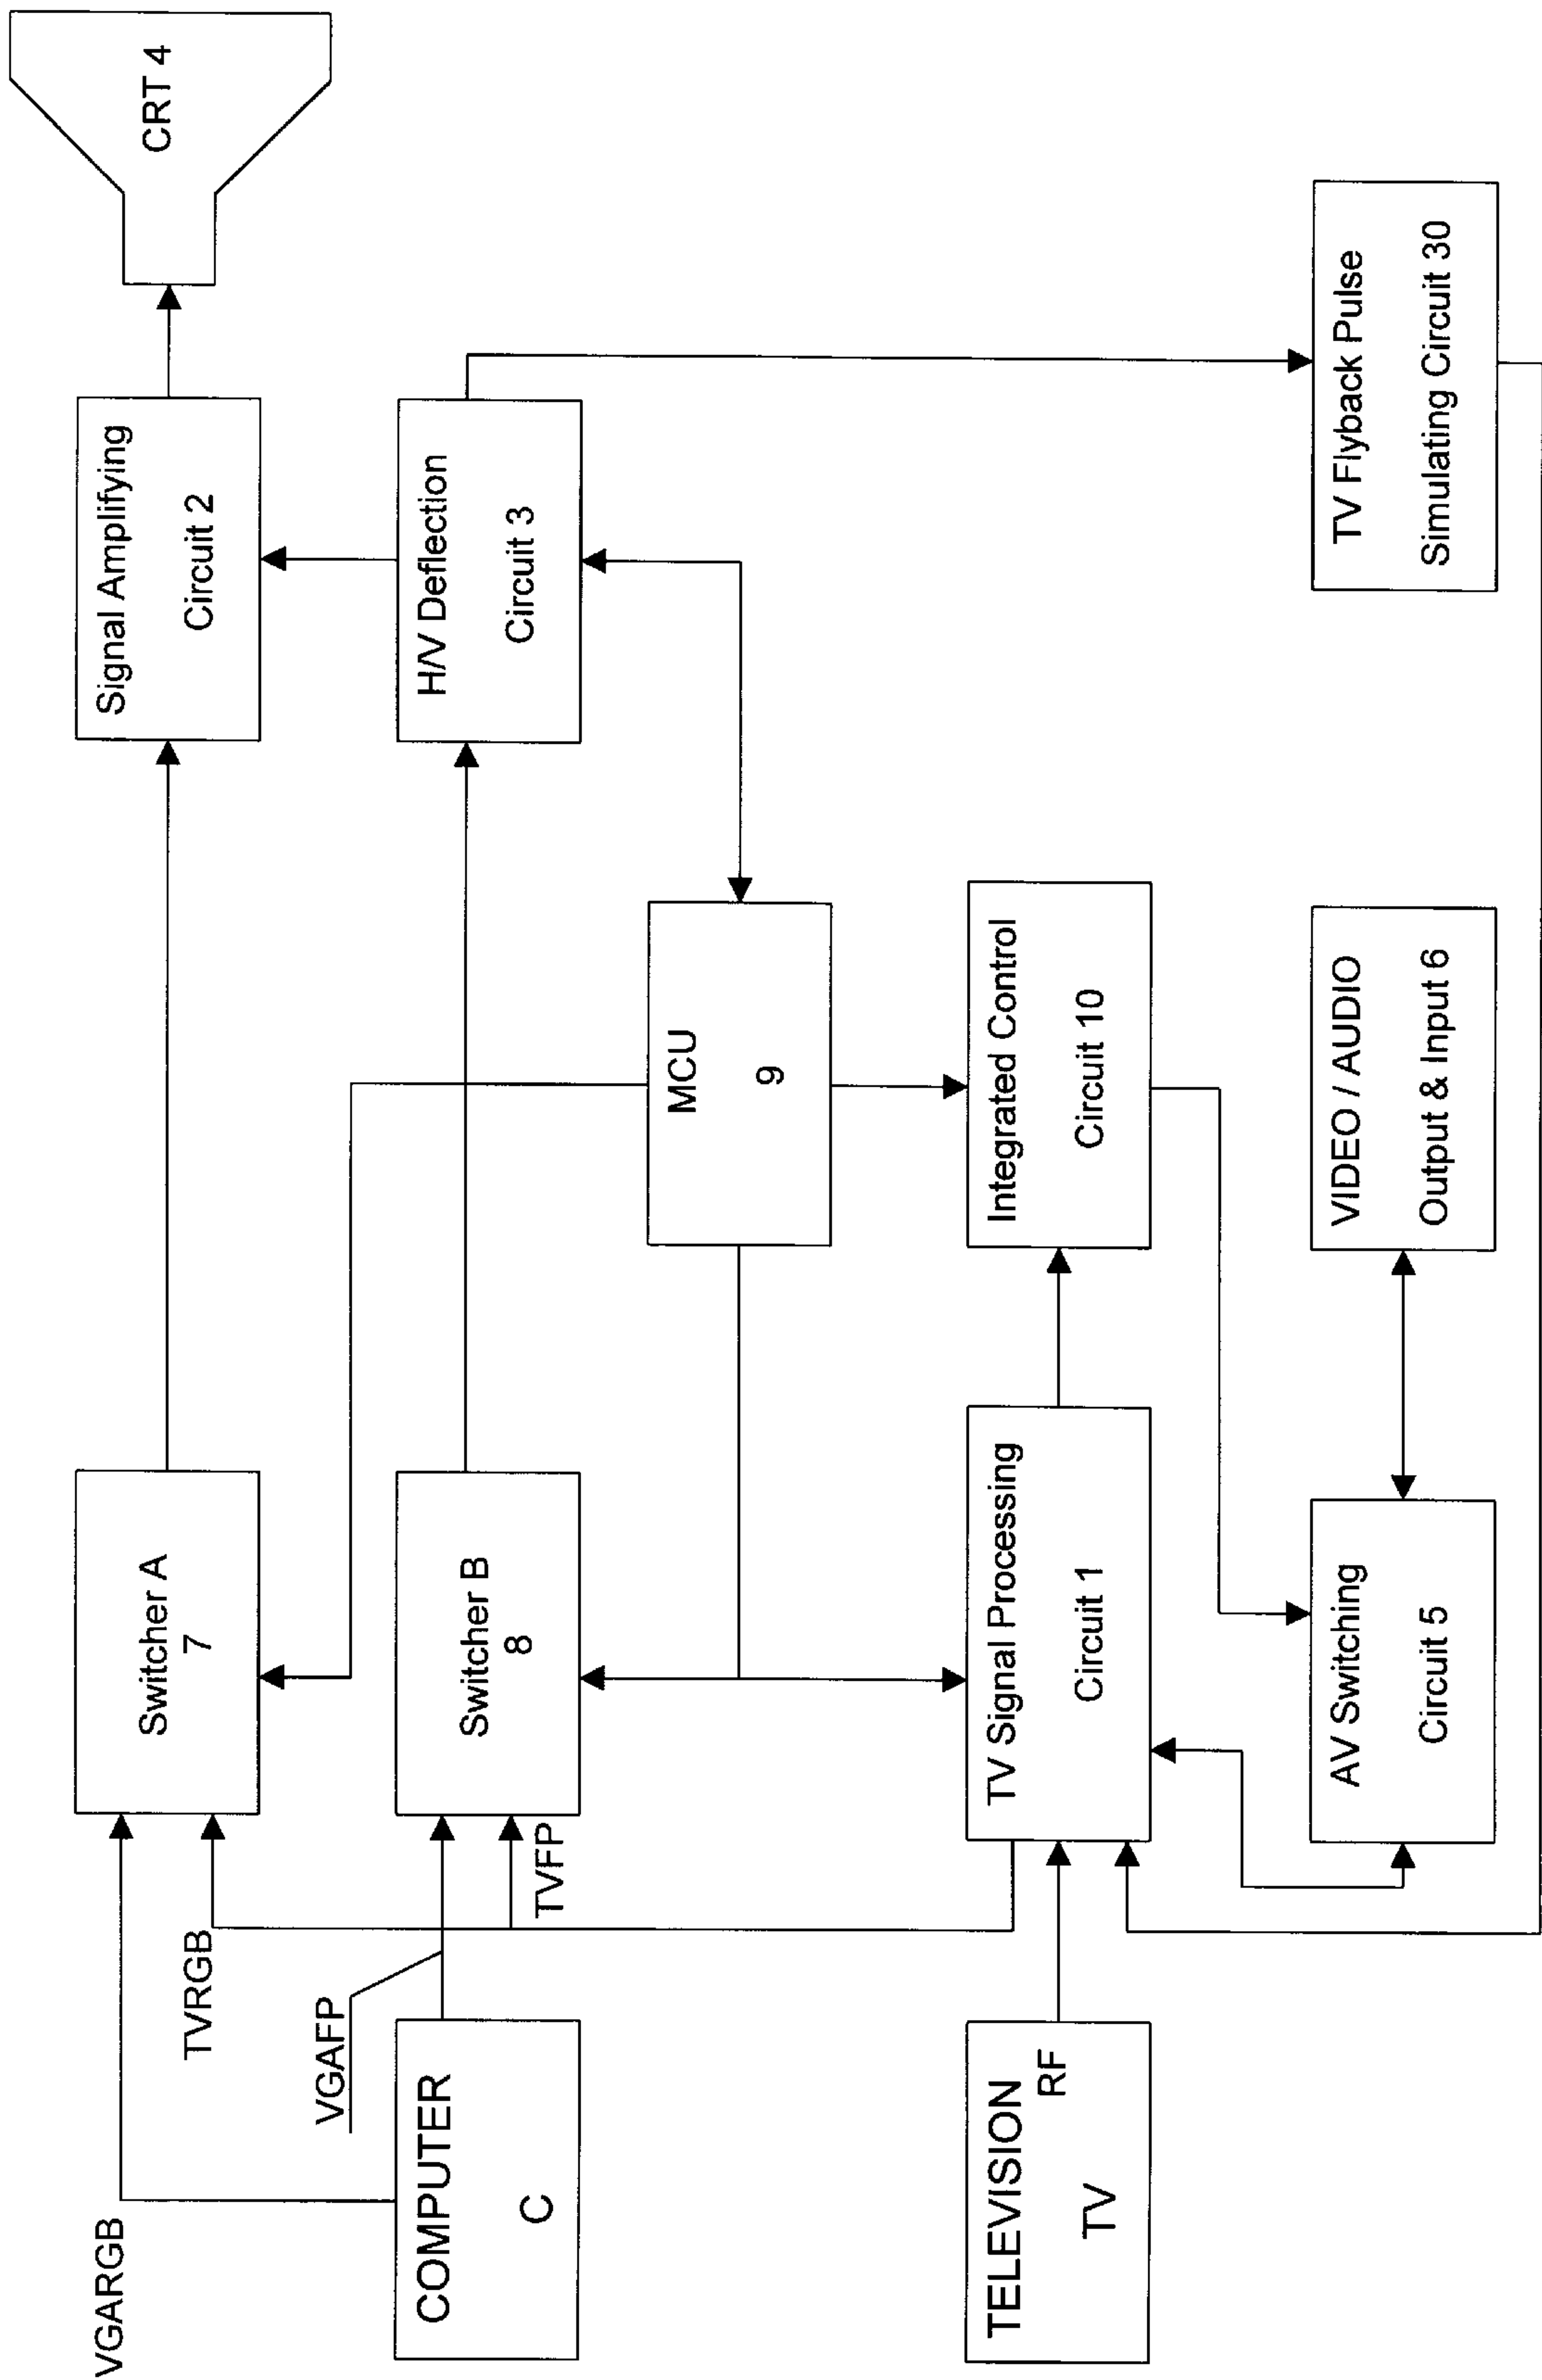 VGARGB
TVRGB
VGAFP
TVFP
COMPUTER
C
TELEVISION
RF
TV
Switcher A
7
Switcher B
8
TV Signal Processing
Circuit 1
AV Switching
Circuit 5
MCU
9
Integrated Control
Circuit 10
VIDEO / AUDIO
Output & Input 6
Signal Amplifying
Circuit 2
H/V Deflection
Circuit 3
TV Flyback Pulse
Simulating Circuit 30
CRT 4